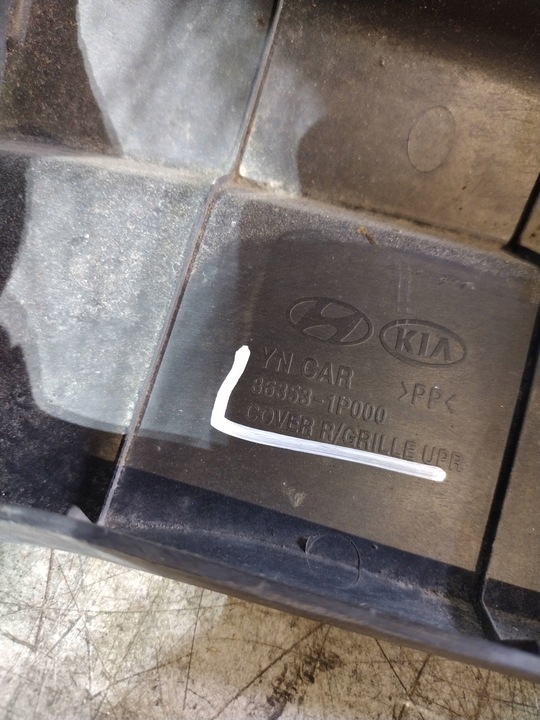 KIA
YN CAR
>PP<
86353-1P000
COVER R/GRILLE UPR